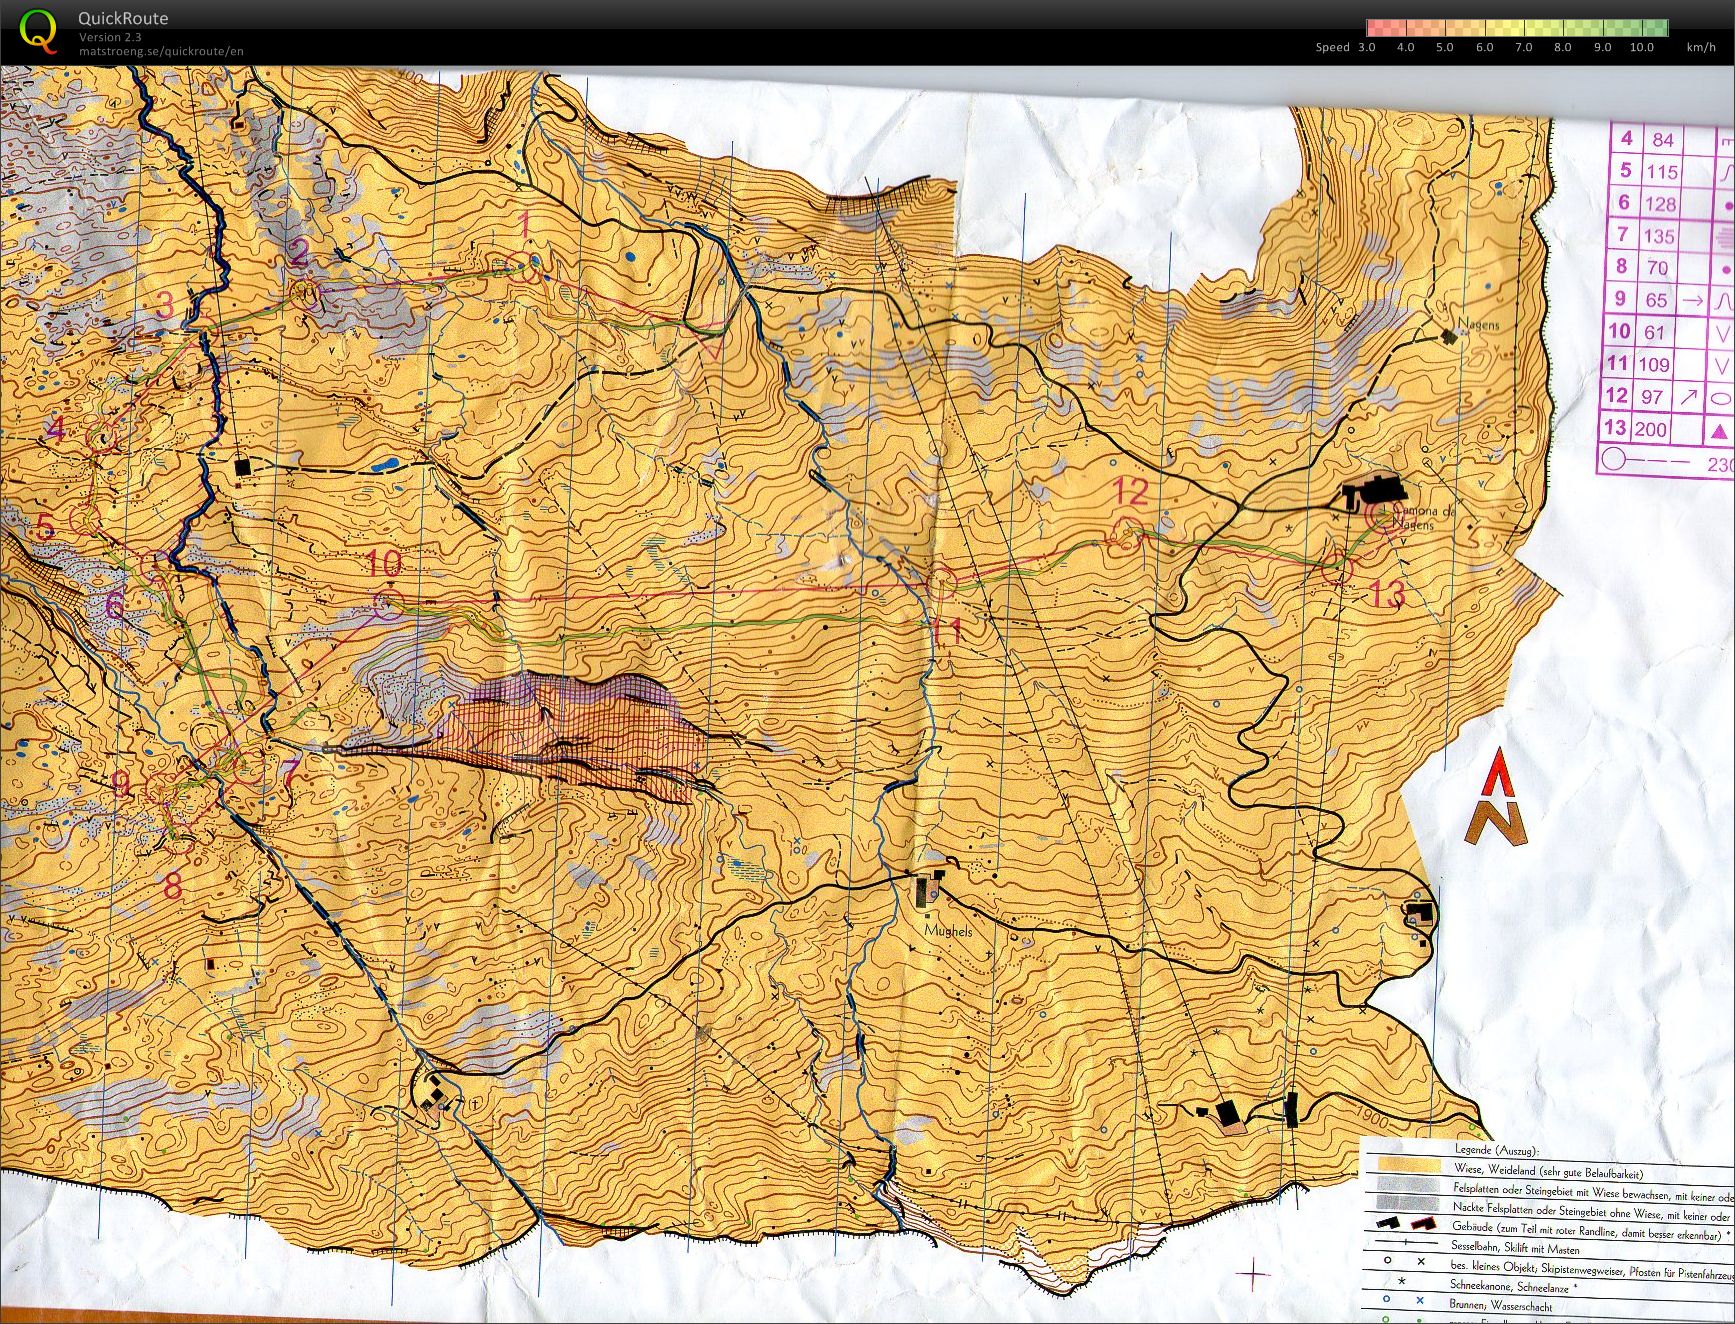 QuickRoute
Version 2.3
matstroeng.se/quickroute/en
Speed 3.0 4.0 5.0 6.0 7.0 8.0 9.0 10.0 km/h
4 84
5 115
6 128
7 135
8 70
9 65
10 61
11 109
12 97
13 200
1
2
3
4
5
6
7
8
9
10
11
12
13
Nagens
Camona da
Nagens
Mughels
1900
N
Legende (Auszug):
Wiese, Weideland (sehr gute Belaufbarkeit)
Felsplatten oder Steingebiet mit Wiese bewachsen, mit keiner
Nackte Felsplatten oder Steingebiet ohne Wiese, mit keiner oder
Gebäude (zum Teil mit roter Randline, damit besser erkennbar) *
Sesselbahn, Skilift mit Masten
bes. kleines Objekt; Skipistenwegweiser, Pfosten für
Schneekanone, Schneelanze *
Brunnen; Wasserschacht